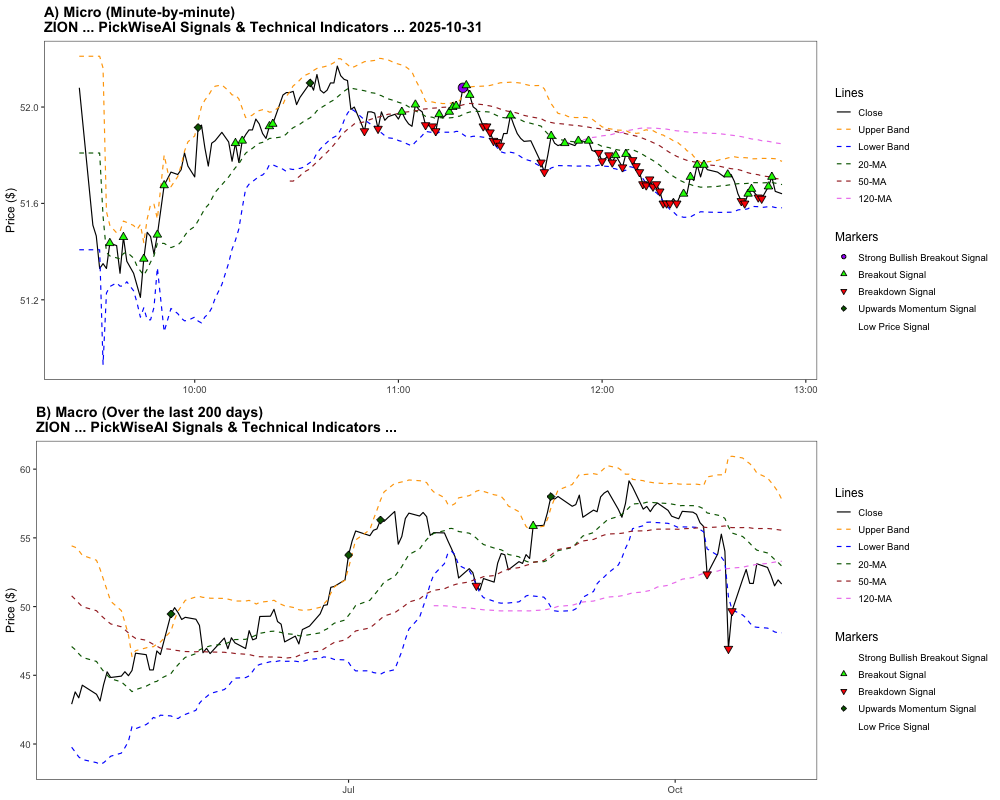 A) Micro (Minute-by-minute)
ZION ... PickWiseAI Signals & Technical Indicators ... 2025-10-31
Price ($)
52.0
51.6
51.2
10:00
11:00
12:00
13:00
Lines
Close
Upper Band
Lower Band
20-MA
50-MA
120-MA
Markers
Strong Bullish Breakout Signal
Breakout Signal
Breakdown Signal
Upwards Momentum Signal
Low Price Signal
B) Macro (Over the last 200 days)
ZION ... PickWiseAI Signals & Technical Indicators ...
Price ($)
60
55
50
45
40
Jul
Oct
Lines
Close
Upper Band
Lower Band
20-MA
50-MA
120-MA
Markers
Strong Bullish Breakout Signal
Breakout Signal
Breakdown Signal
Upwards Momentum Signal
Low Price Signal